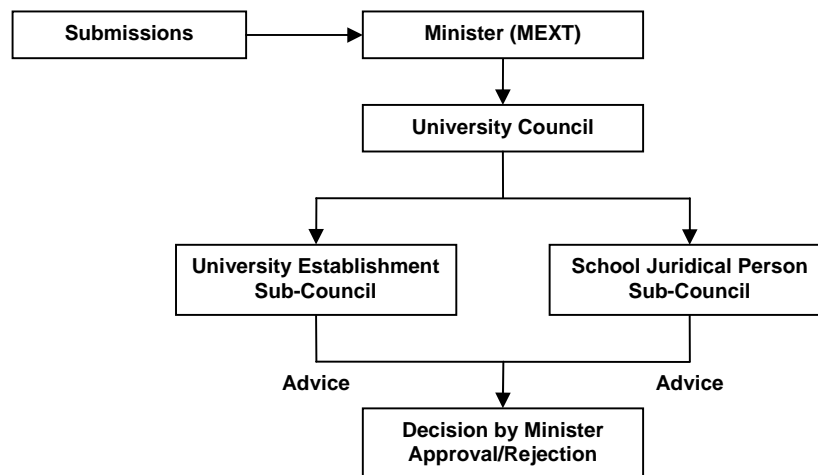 Submissions
Minister (MEXT)
University Council
University Establishment
Sub-Council
School Juridical Person
Sub-Council
Advice
Advice
Decision by Minister
Approval/Rejection